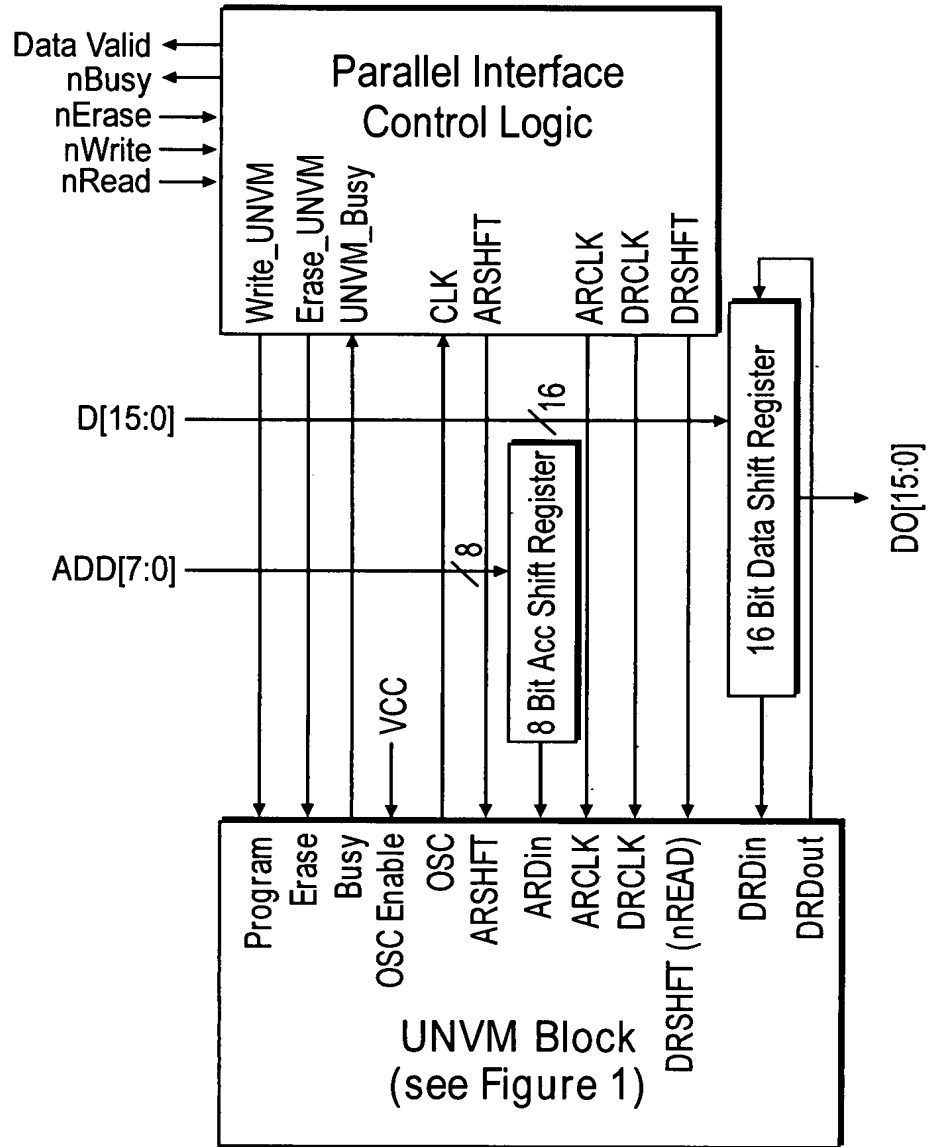 Data Valid
nBusy
nErase
nWrite
nRead
Parallel Interface
Control Logic
Write_UNVM
Erase_UNVM
UNVM_Busy
CLK
ARSHFT
ARCLK
DRCLK
DRSHFT
D[15:0]
16
ADD[7:0]
8
8 Bit Acc Shift Register
16 Bit Data Shift Register
DO[15:0]
VCC
Program
Erase
Busy
OSC Enable
OSC
ARSHFT
ARDin
ARCLK
DRCLK
DRSHFT (nREAD)
DRDin
DRDout
UNVM Block
(see Figure 1)